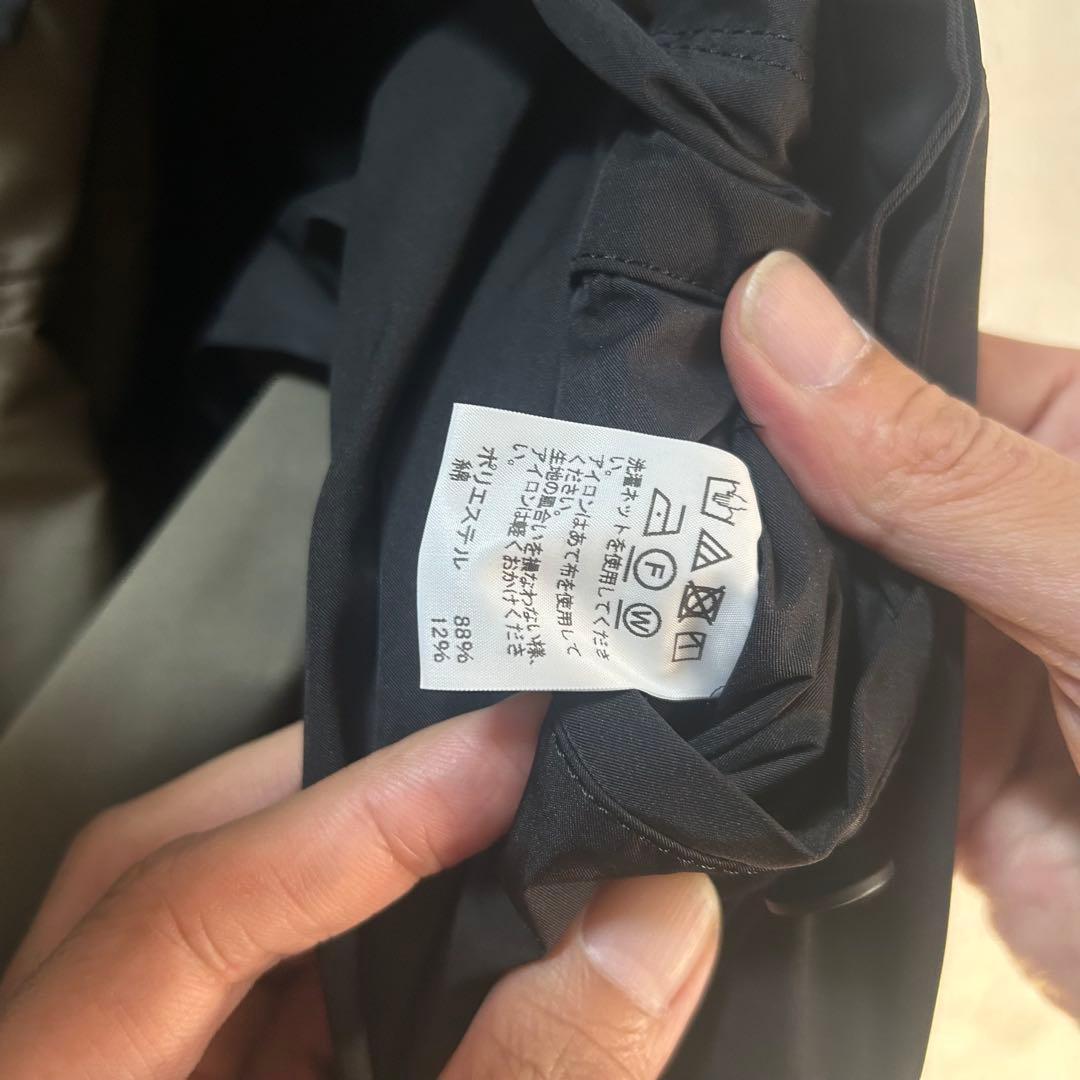 F W
洗濯ネットを使用してくださ
い。
アイロンはあて布を使用して
ください。
生地の風合いを損なわない様、
アイロンは軽くおかけくださ
い。
ポリエステル 88%
綿 12%